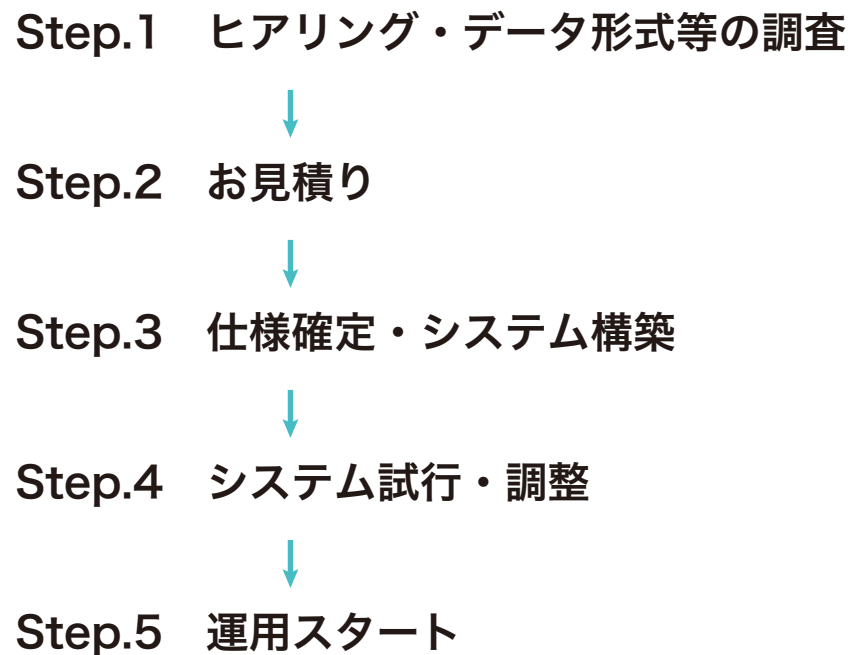 Step.1 ヒアリング・データ形式等の調査
Step.2 お見積り
Step.3 仕様確定・システム構築
Step.4 システム試行・調整
Step.5 運用スタート